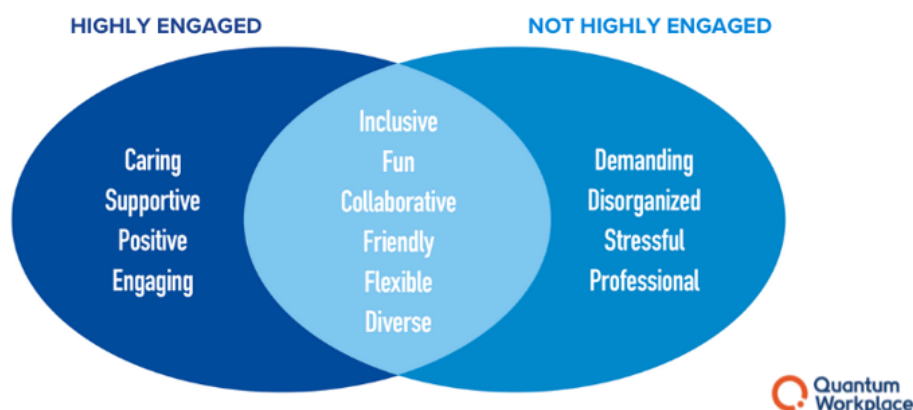 HIGHLY ENGAGED
NOT HIGHLY ENGAGED
Caring
Supportive
Positive
Engaging
Inclusive
Fun
Collaborative
Friendly
Flexible
Diverse
Demanding
Disorganized
Stressful
Professional
Quantum
Workplace